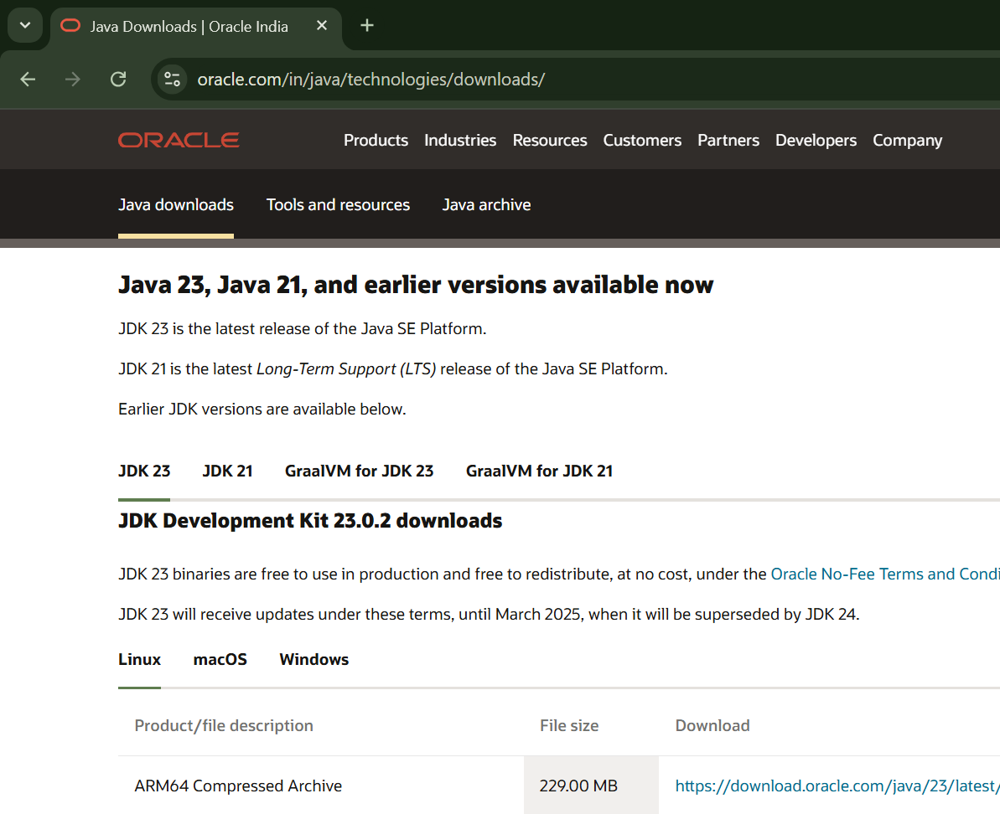 Java Downloads | Oracle India
oracle.com/in/java/technologies/downloads/
ORACLE Products Industries Resources Customers Partners Developers Company
Java downloads Tools and resources Java archive
Java 23, Java 21, and earlier versions available now
JDK 23 is the latest release of the Java SE Platform.
JDK 21 is the latest Long-Term Support (LTS) release of the Java SE Platform.
Earlier JDK versions are available below.
JDK 23 JDK 21 GraalVM for JDK 23 GraalVM for JDK 21
JDK Development Kit 23.0.2 downloads
JDK 23 binaries are free to use in production and free to redistribute, at no cost, under the Oracle No-Fee Terms and Condi
JDK 23 will receive updates under these terms, until March 2025, when it will be superseded by JDK 24.
Linux macOS Windows
Product/file description File size Download
ARM64 Compressed Archive 229.00 MB https://download.oracle.com/java/23/latest/